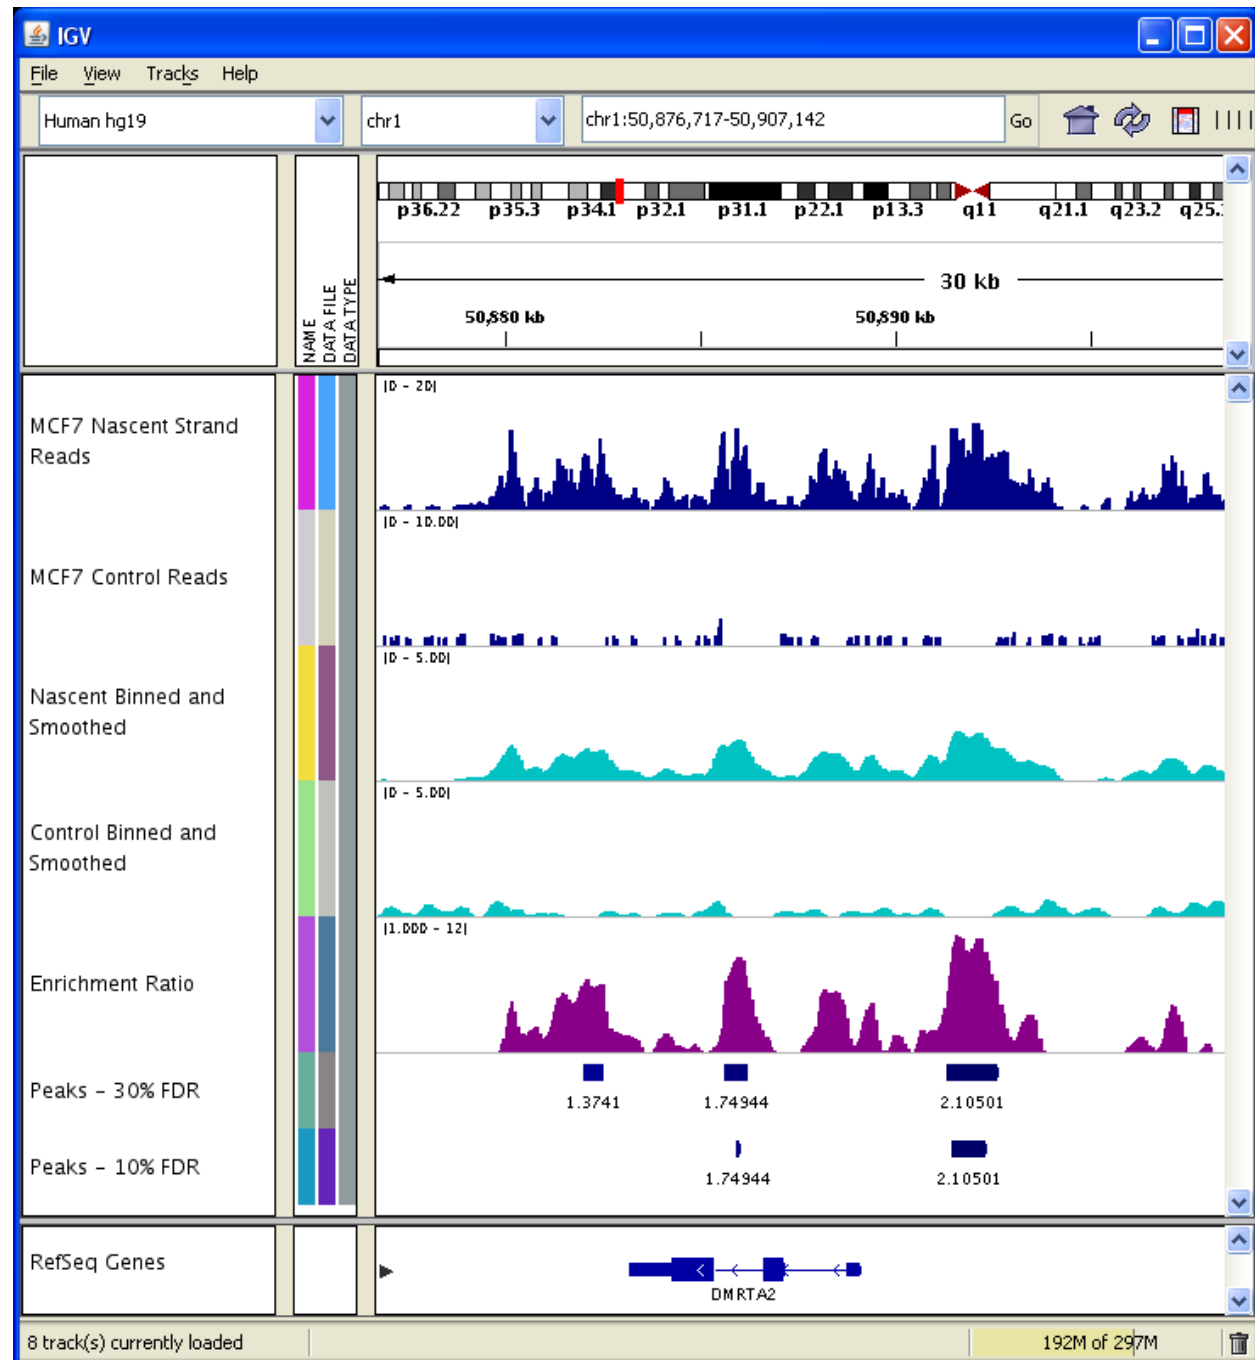 IGV
File View Tracks Help
Human hg19 chr1 chr1:50,876,717-50,907,142 Go
p36.22 p35.3 p34.1 p32.1 p31.1 p22.1 p13.3 q11 q21.1 q23.2 q25.
30 kb
50,880 kb 50,890 kb
NAME
DATA FILE
DATA TYPE
[0 - 20]
MCF7 Nascent Strand
Reads
[0 - 10.00]
MCF7 Control Reads
[0 - 5.00]
Nascent Binned and
Smoothed
[0 - 5.00]
Control Binned and
Smoothed
[1.000 - 12]
Enrichment Ratio
Peaks - 30% FDR
1.3741 1.74944 2.10501
Peaks - 10% FDR
1.74944 2.10501
RefSeq Genes
DMRTA2
8 track(s) currently loaded 192M of 297M